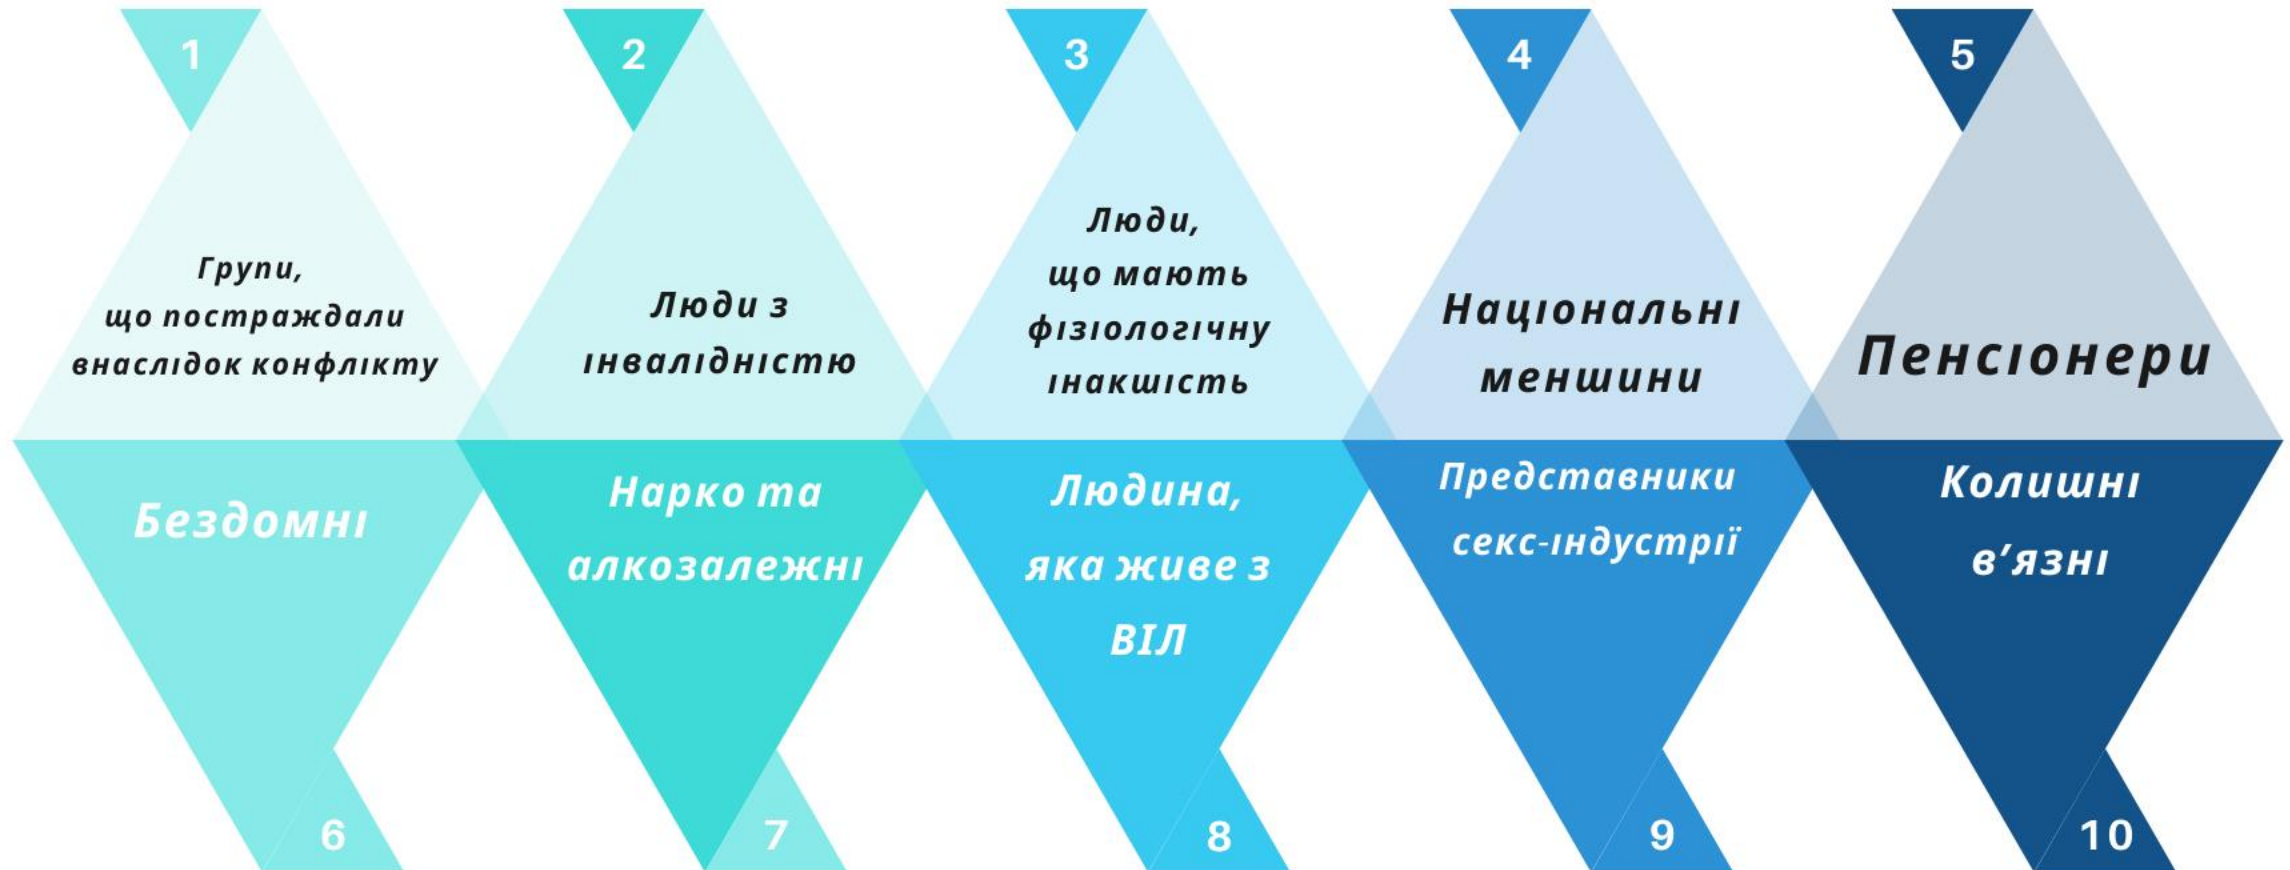 1
Групи,
що постраждали
внаслідок конфлікту
2
Люди з
інвалідністю
3
Люди,
що мають
фізіологічну
інакшість
4
Національні
меншини
5
Пенсіонери
Бездомні
6
Нарко та
алкозалежні
7
Людина,
яка живе з
ВІЛ
8
Представники
секс-індустрії
9
Колишні
в’язні
10